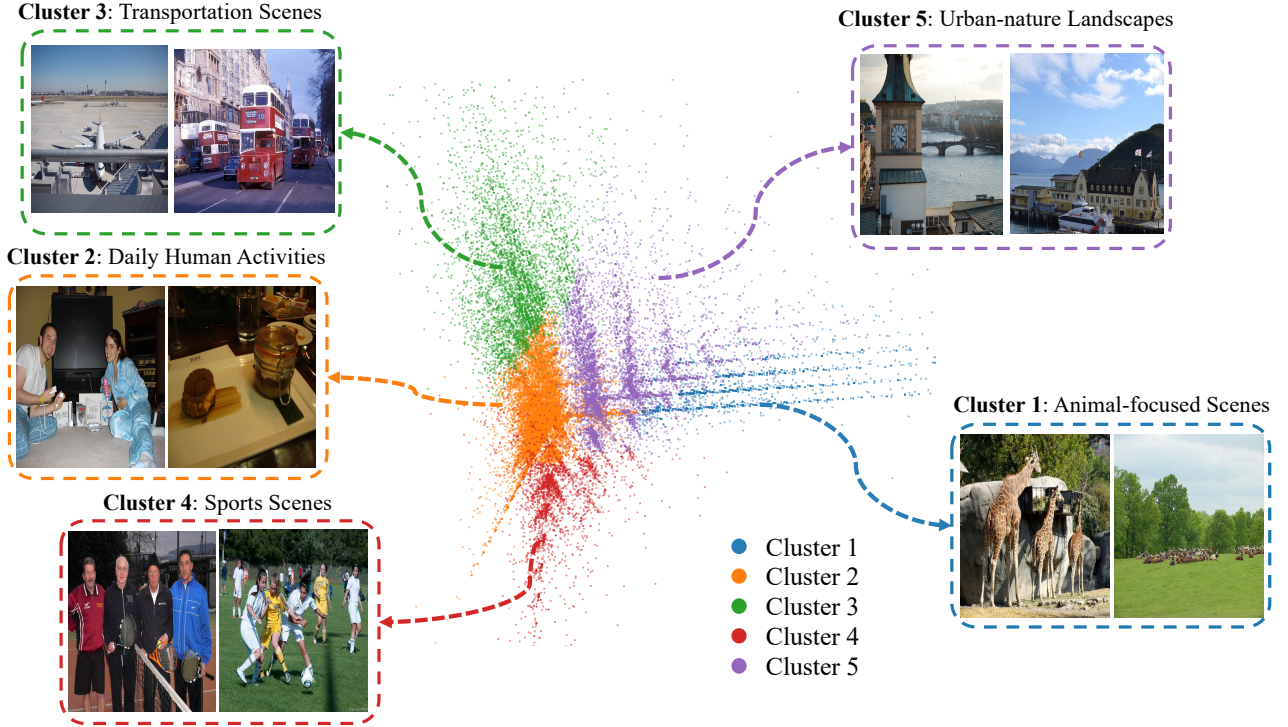 Cluster 3: Transportation Scenes
Cluster 5: Urban-nature Landscapes
Cluster 2: Daily Human Activities
Wii
Cluster 1: Animal-focused Scenes
Cluster 4: Sports Scenes
Cluster 1
Cluster 2
Cluster 3
Cluster 4
Cluster 5